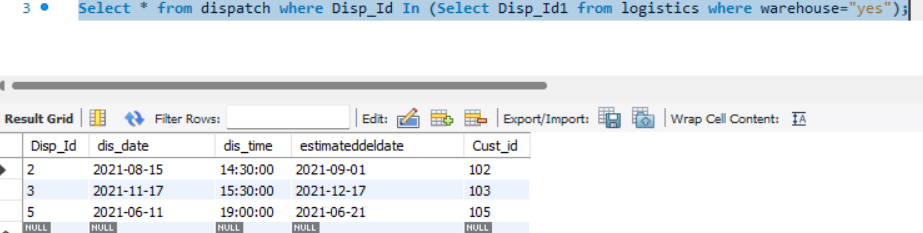 3 Select * from dispatch where Disp_Id In (Select Disp_Id1 from logistics where warehouse="yes");
Result Grid Filter Rows: Edit: Export/Import: Wrap Cell Content: IA
Disp_Id dis_date dis_time estimateddeldate Cust_id
2 2021-08-15 14:30:00 2021-09-01 102
3 2021-11-17 15:30:00 2021-12-17 103
5 2021-06-11 19:00:00 2021-06-21 105
NULL NULL NULL NULL NULL